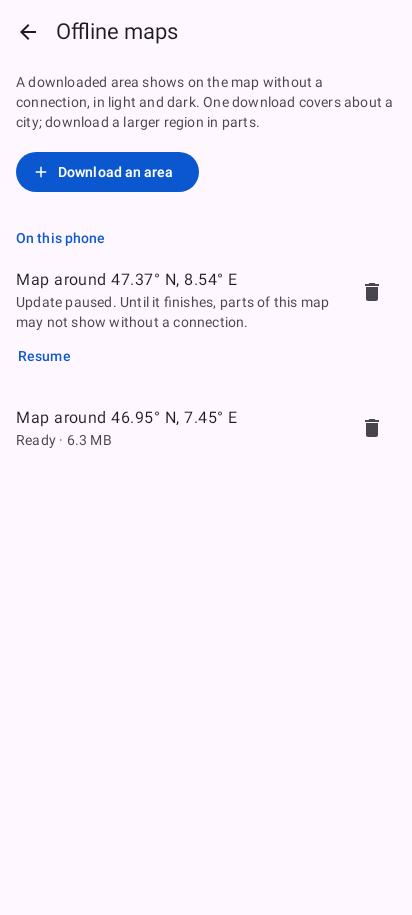 Offline maps
A downloaded area shows on the map without a
connection, in light and dark. One download covers about a
city; download a larger region in parts.
Download an area
On this phone
Map around 47.37° N, 8.54° E
Update paused. Until it finishes, parts of this map
may not show without a connection.
Resume
Map around 46.95° N, 7.45° E
Ready · 6.3 MB